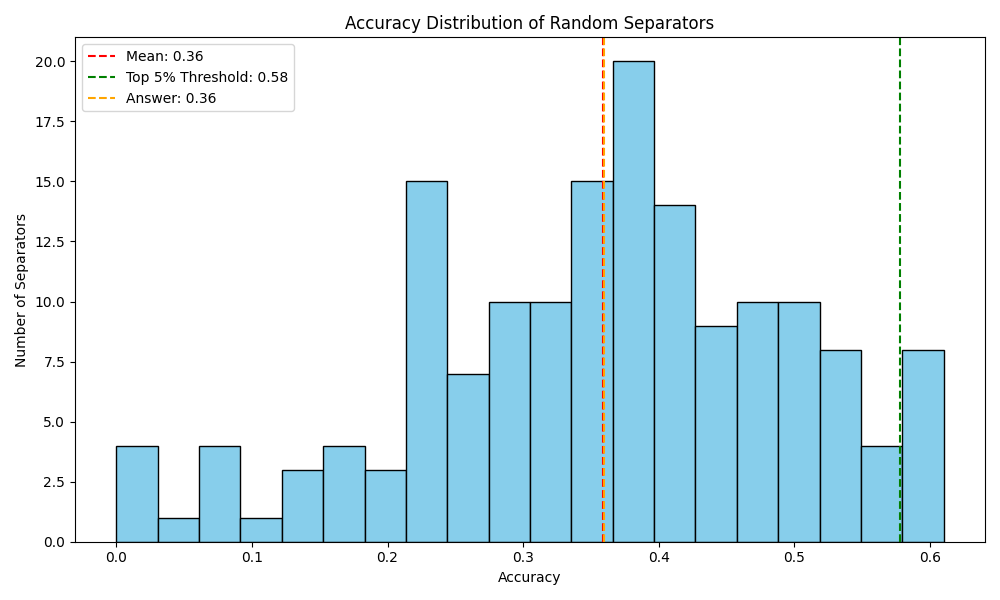 Accuracy Distribution of Random Separators
Mean: 0.36
Top 5% Threshold: 0.58
Answer: 0.36
Number of Separators
20.0
17.5
15.0
12.5
10.0
7.5
5.0
2.5
0.0
0.0 0.1 0.2 0.3 0.4 0.5 0.6
Accuracy